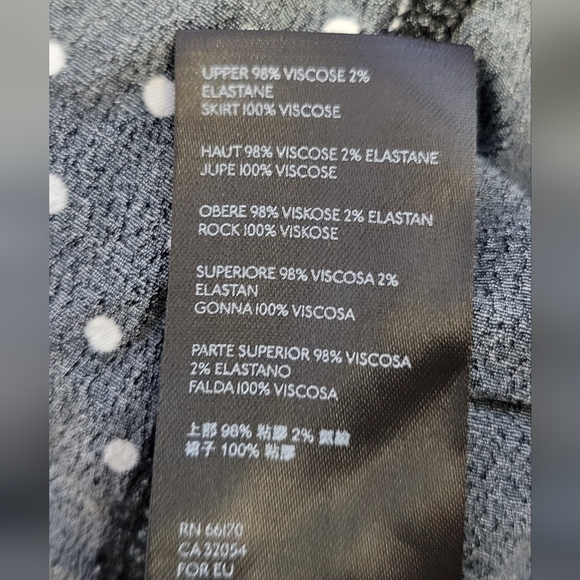 UPPER 98% VISCOSE 2%
ELASTANE
SKIRT 100% VISCOSE
HAUT 98% VISCOSE 2% ELASTANE
JUPE 100% VISCOSE
OBERE 98% VISKOSE 2% ELASTAN
ROCK 100% VISKOSE
SUPERIORE 98% VISCOSA 2%
ELASTAN
GONNA 100% VISCOSA
PARTE SUPERIOR 98% VISCOSA
2% ELASTANO
FALDA 100% VISCOSA
上部 98% 粘膠 2%
裙子 100% 粘膠
RN 66170
CA 32054
FOR EU